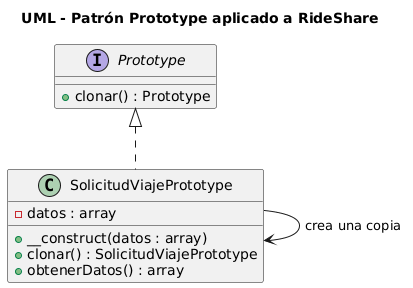 UML - Patrón Prototype aplicado a RideShare
I Prototype
clonar() : Prototype
C SolicitudViajePrototype
datos : array
crea una copia
__construct(datos : array)
clonar() : SolicitudViajePrototype
obtenerDatos() : array